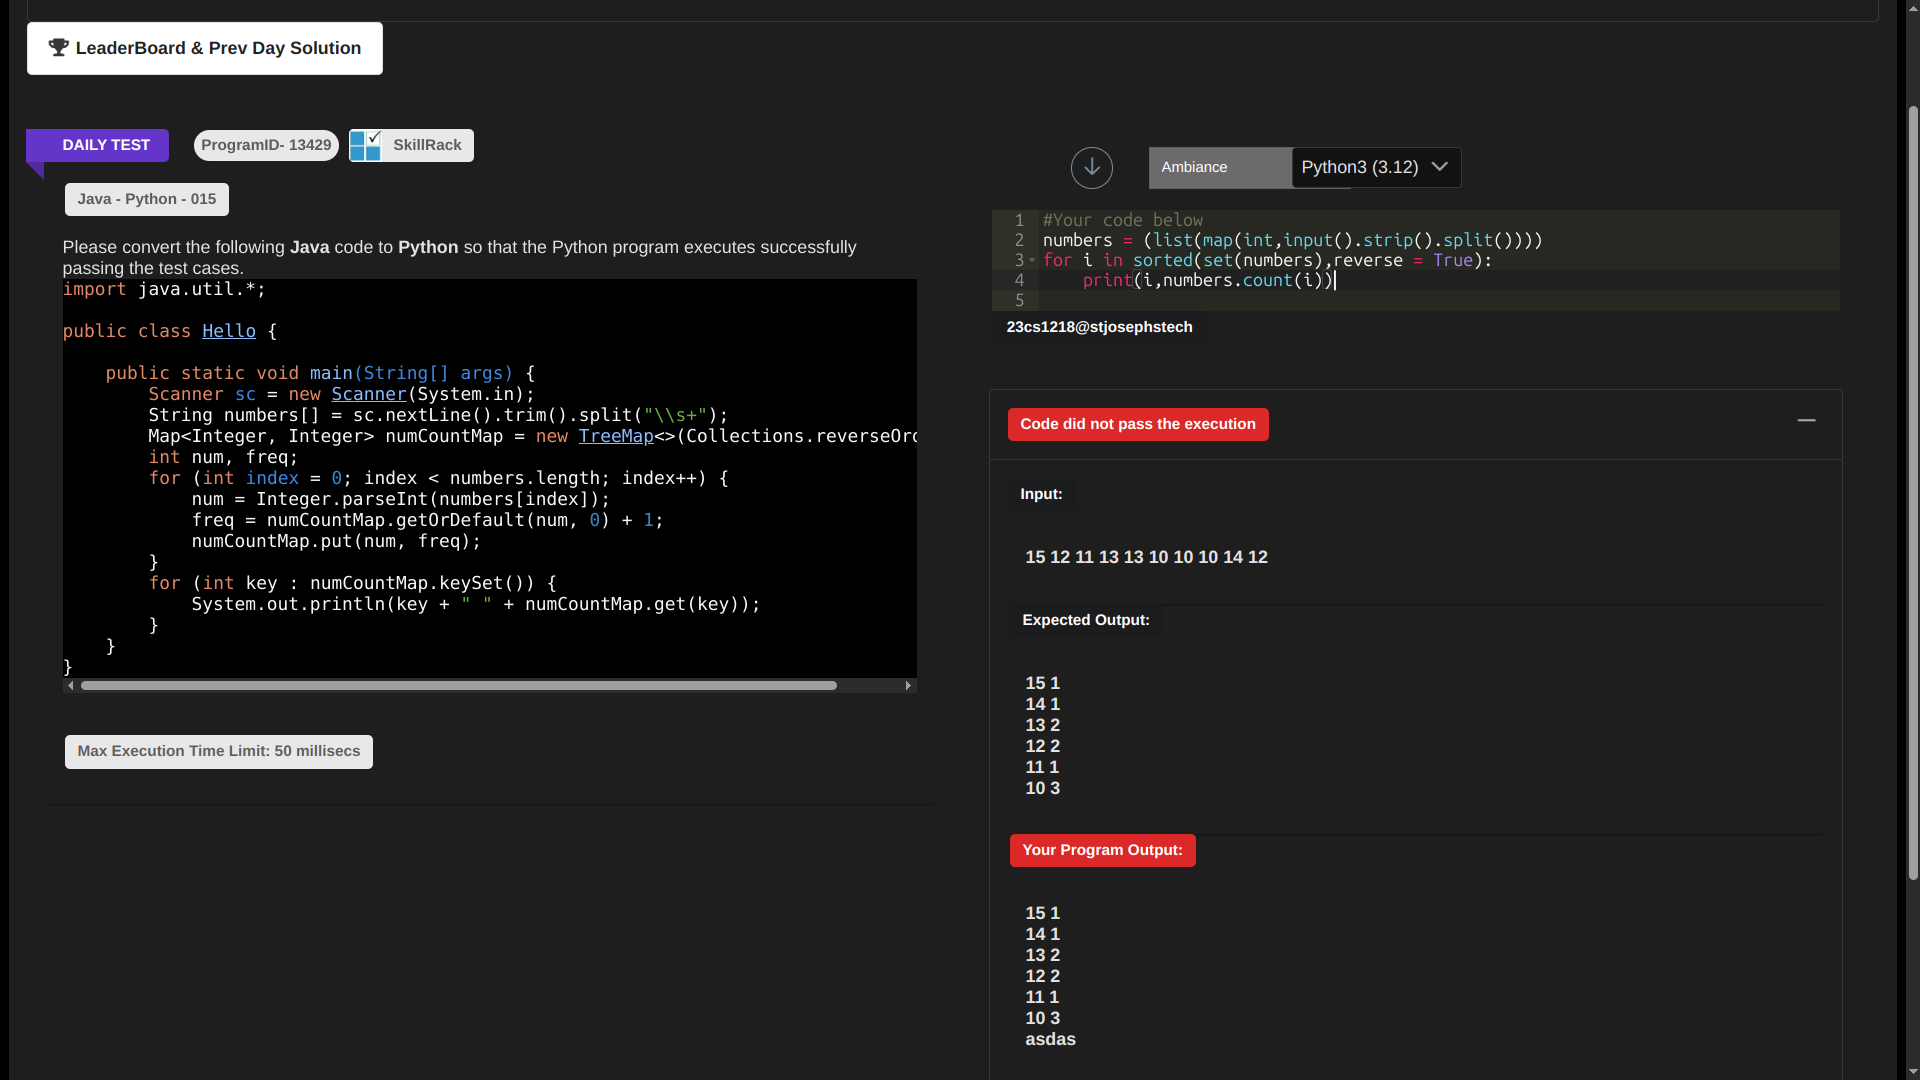 LeaderBoard & Prev Day Solution
DAILY TEST
ProgramID- 13429
SkillRack
Java - Python - 015
Please convert the following Java code to Python so that the Python program executes successfully
passing the test cases.
import java.util.*;
public class Hello {
public static void main(String[] args) {
Scanner sc = new Scanner(System.in);
String numbers[] = sc.nextLine().trim().split("\\s+");
Map<Integer, Integer> numCountMap = new TreeMap<>(Collections.reverseOrd
int num, freq;
for (int index = 0; index < numbers.length; index++) {
num = Integer.parseInt(numbers[index]);
freq = numCountMap.getOrDefault(num, 0) + 1;
numCountMap.put(num, freq);
}
for (int key : numCountMap.keySet()) {
System.out.println(key + " " + numCountMap.get(key));
}
}
}
Max Execution Time Limit: 50 millisecs
Ambiance
Python3 (3.12)
1 #Your code below
2 numbers = (list(map(int,input().strip().split())))
3 for i in sorted(set(numbers),reverse = True):
4 print(i,numbers.count(i))
5
23cs1218@stjosephstech
Code did not pass the execution
Input:
15 12 11 13 13 10 10 10 14 12
Expected Output:
15 1
14 1
13 2
12 2
11 1
10 3
Your Program Output:
15 1
14 1
13 2
12 2
11 1
10 3
asdas